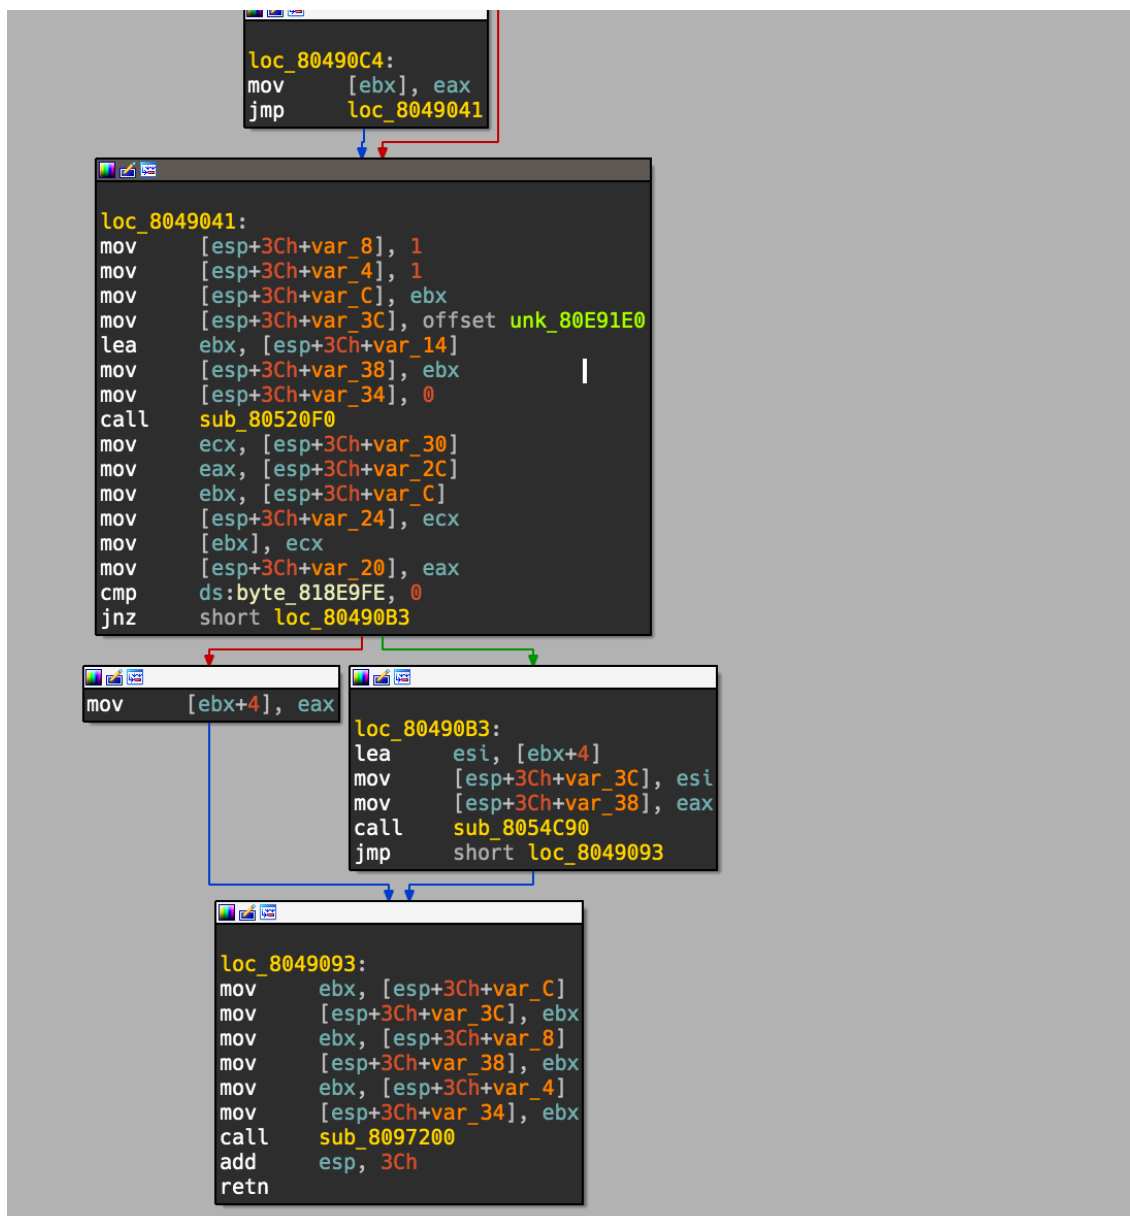 loc_80490C4:
mov [ebx], eax
jmp loc_8049041
loc_8049041:
mov [esp+3Ch+var_8], 1
mov [esp+3Ch+var_4], 1
mov [esp+3Ch+var_C], ebx
mov [esp+3Ch+var_3C], offset unk_80E91E0
lea ebx, [esp+3Ch+var_14]
mov [esp+3Ch+var_38], ebx
mov [esp+3Ch+var_34], 0
call sub_80520F0
mov ecx, [esp+3Ch+var_30]
mov eax, [esp+3Ch+var_2C]
mov ebx, [esp+3Ch+var_C]
mov [esp+3Ch+var_24], ecx
mov [ebx], ecx
mov [esp+3Ch+var_20], eax
cmp ds:byte_818E9FE, 0
jnz short loc_80490B3
mov [ebx+4], eax
loc_80490B3:
lea esi, [ebx+4]
mov [esp+3Ch+var_3C], esi
mov [esp+3Ch+var_38], eax
call sub_8054C90
jmp short loc_8049093
loc_8049093:
mov ebx, [esp+3Ch+var_C]
mov [esp+3Ch+var_3C], ebx
mov ebx, [esp+3Ch+var_8]
mov [esp+3Ch+var_38], ebx
mov ebx, [esp+3Ch+var_4]
mov [esp+3Ch+var_34], ebx
call sub_8097200
add esp, 3Ch
retn